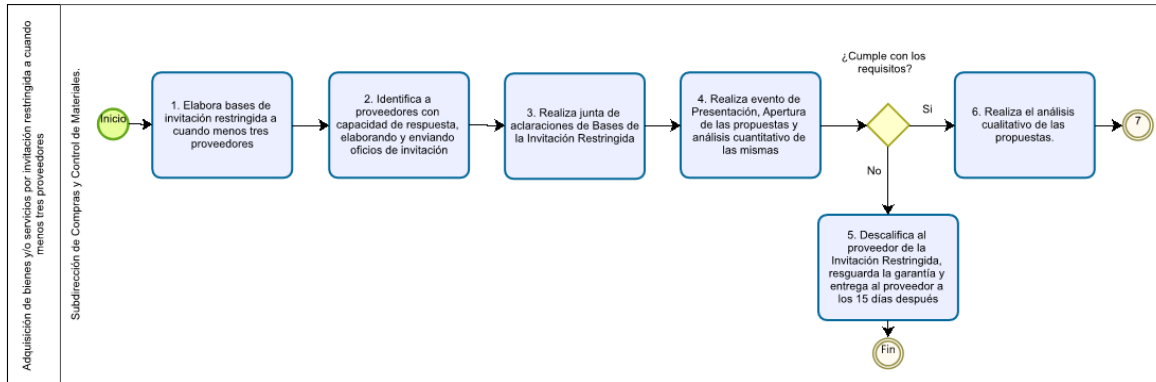 Adquisición de bienes y/o servicios por invitación restringida a cuando
menos tres proveedores
Subdirección de Compras y Control de Materiales.
Inicio
1. Elabora bases de
invitación restringida a
cuando menos tres
proveedores
2. Identifica a
proveedores con
capacidad de respuesta,
elaborando y enviando
oficios de invitación
3. Realiza junta de
aclaraciones de Bases de
la Invitación Restringida
4. Realiza evento de
Presentación, Apertura
de las propuestas y
análisis cuantitativo de
las mismas
¿Cumple con los
requisitos?
Si
6. Realiza el análisis
cualitativo de las
propuestas.
7
No
5. Descalifica al
proveedor de la
Invitación Restringida,
resguarda la garantía y
entrega al proveedor a
los 15 días después
Fin